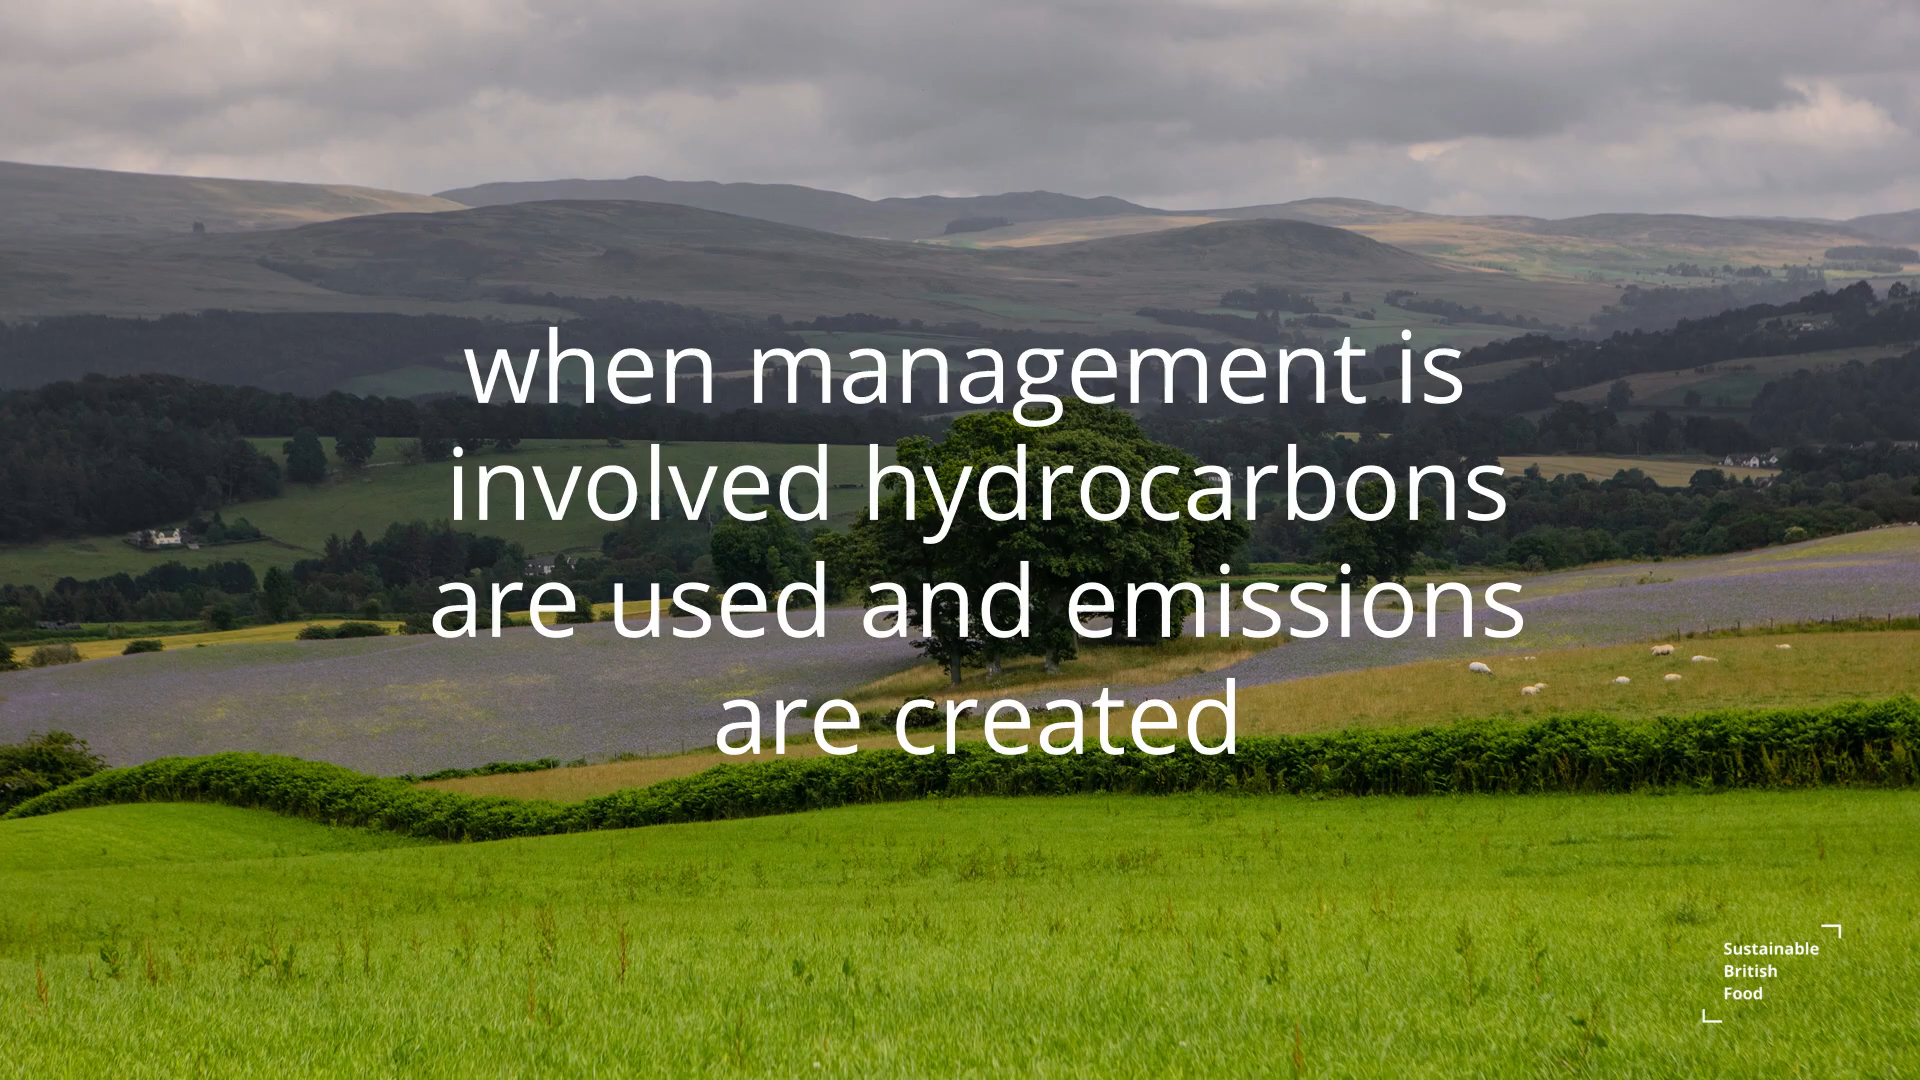 when management is
involved hydrocarbons
are used and emissions
are created
Sustainable
British
Food